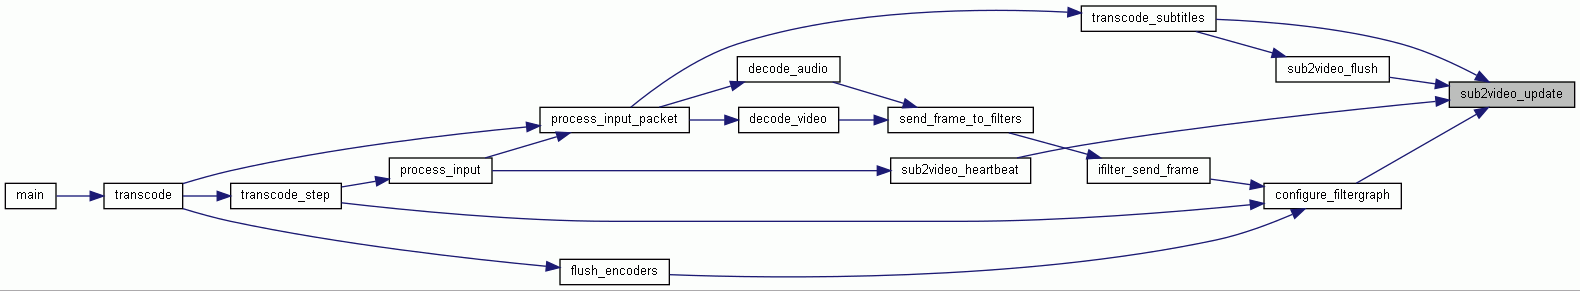 transcode_subtitles
decode_audio
sub2video_flush
sub2video_update
process_input_packet
decode_video
send_frame_to_filters
process_input
sub2video_heartbeat
ifilter_send_frame
main
transcode
transcode_step
configure_filtergraph
flush_encoders